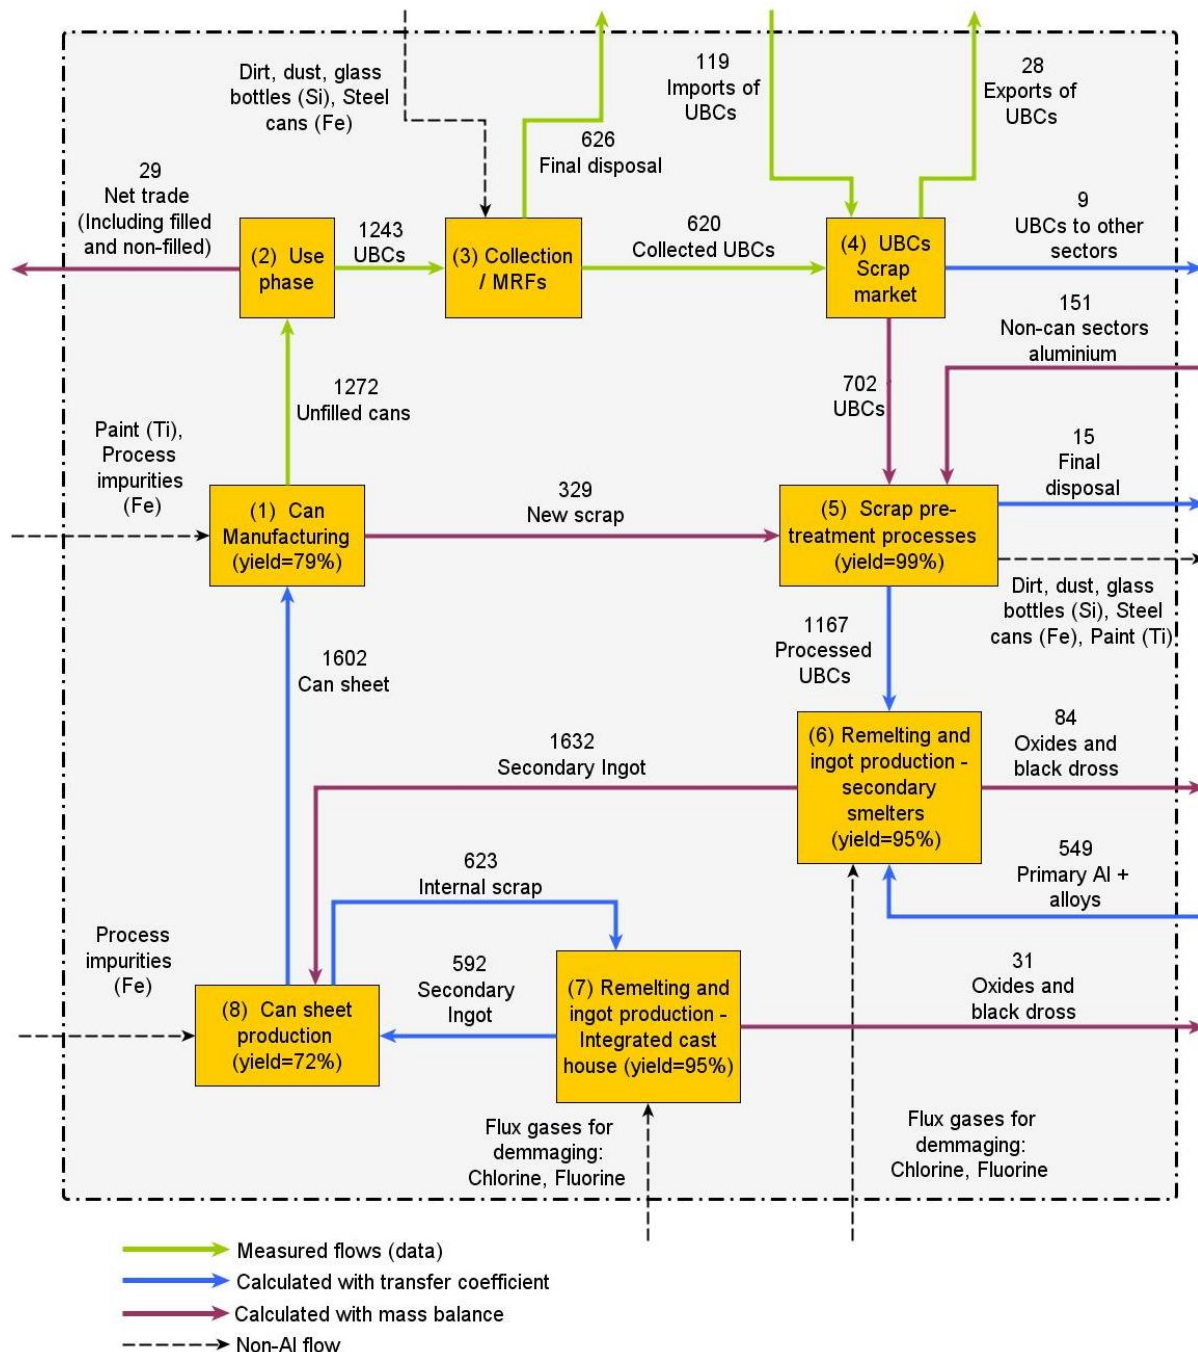 Dirt, dust, glass
bottles (Si), Steel
cans (Fe)
626
Final disposal
119
Imports of
UBCs
28
Exports of
UBCs
29
Net trade
(Including filled
and non-filled)
(2) Use
phase
1243
UBCs
(3) Collection
/ MRFs
620
Collected UBCs
(4) UBCs
Scrap
market
9
UBCs to other
sectors
151
Non-can sectors
aluminium
702
UBCs
1272
Unfilled cans
Paint (Ti),
Process
impurities
(Fe)
(1) Can
Manufacturing
(yield=79%)
329
New scrap
(5) Scrap pre-
treatment processes
(yield=99%)
15
Final
disposal
Dirt, dust, glass
bottles (Si), Steel
cans (Fe), Paint (Ti)
1167
Processed
UBCs
1602
Can sheet
1632
Secondary Ingot
(6) Remelting and
ingot production -
secondary
smelters
(yield=95%)
84
Oxides and
black dross
549
Primary Al +
alloys
623
Internal scrap
Process
impurities
(Fe)
(8) Can sheet
production
(yield=72%)
592
Secondary
Ingot
(7) Remelting and
ingot production -
Integrated cast
house (yield=95%)
31
Oxides and
black dross
Flux gases for
demmaging:
Chlorine, Fluorine
Flux gases for
demmaging:
Chlorine, Fluorine
Measured flows (data)
Calculated with transfer coefficient
Calculated with mass balance
Non-Al flow